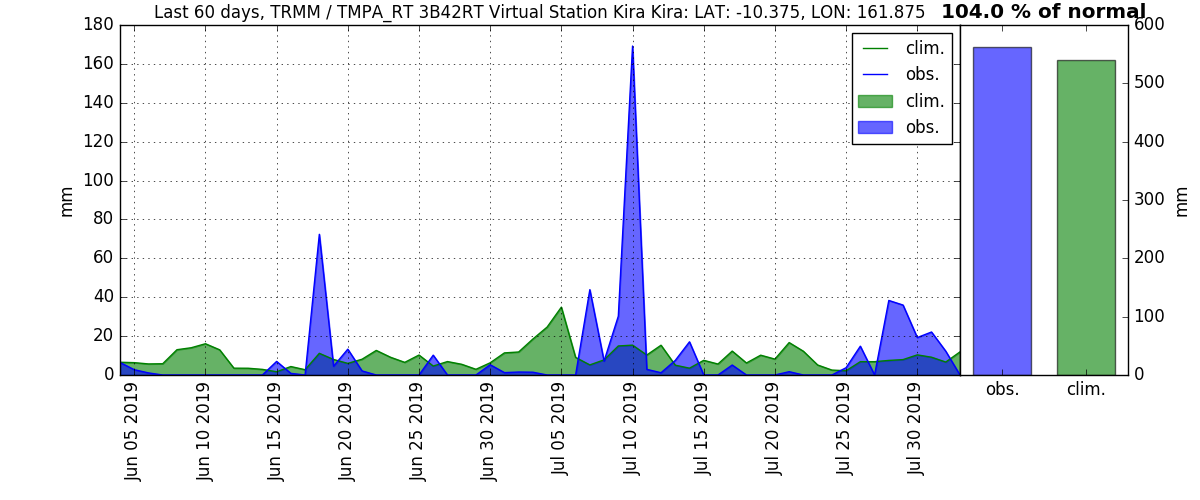 Last 60 days, TRMM / TMPA_RT 3B42RT Virtual Station Kira Kira: LAT: -10.375, LON: 161.875
104.0 % of normal
180
160
140
120
100
80
60
40
20
0
mm
clim.
obs.
clim.
obs.
Jun 05 2019
Jun 10 2019
Jun 15 2019
Jun 20 2019
Jun 25 2019
Jun 30 2019
Jul 05 2019
Jul 10 2019
Jul 15 2019
Jul 20 2019
Jul 25 2019
Jul 30 2019
600
500
400
300
200
100
0
mm
obs.
clim.